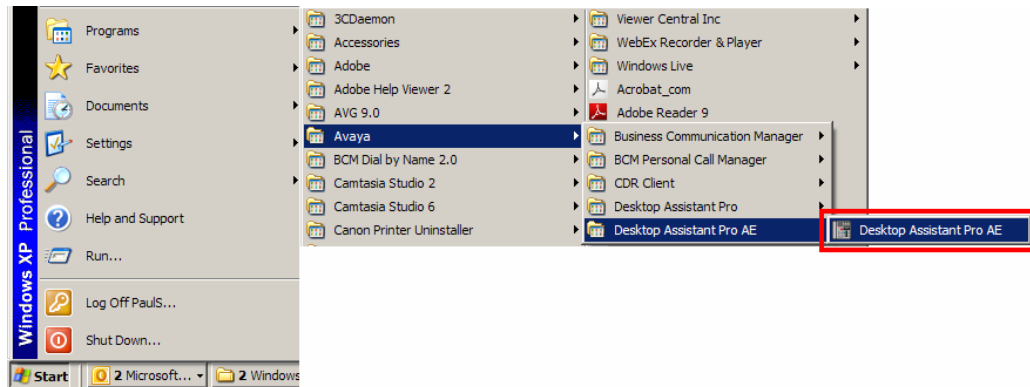 Windows XP Professional
Programs
Favorites
Documents
Settings
Search
Help and Support
Run...
Log Off PaulS...
Shut Down...
3CDaemon
Accessories
Adobe
Adobe Help Viewer 2
AVG 9.0
Avaya
BCM Dial by Name 2.0
Camtasia Studio 2
Camtasia Studio 6
Canon Printer Uninstaller
Viewer Central Inc
WebEx Recorder & Player
Windows Live
Acrobat_com
Adobe Reader 9
Business Communication Manager
BCM Personal Call Manager
CDR Client
Desktop Assistant Pro
Desktop Assistant Pro AE
Desktop Assistant Pro AE
Start
2 Microsoft...
2 Windows